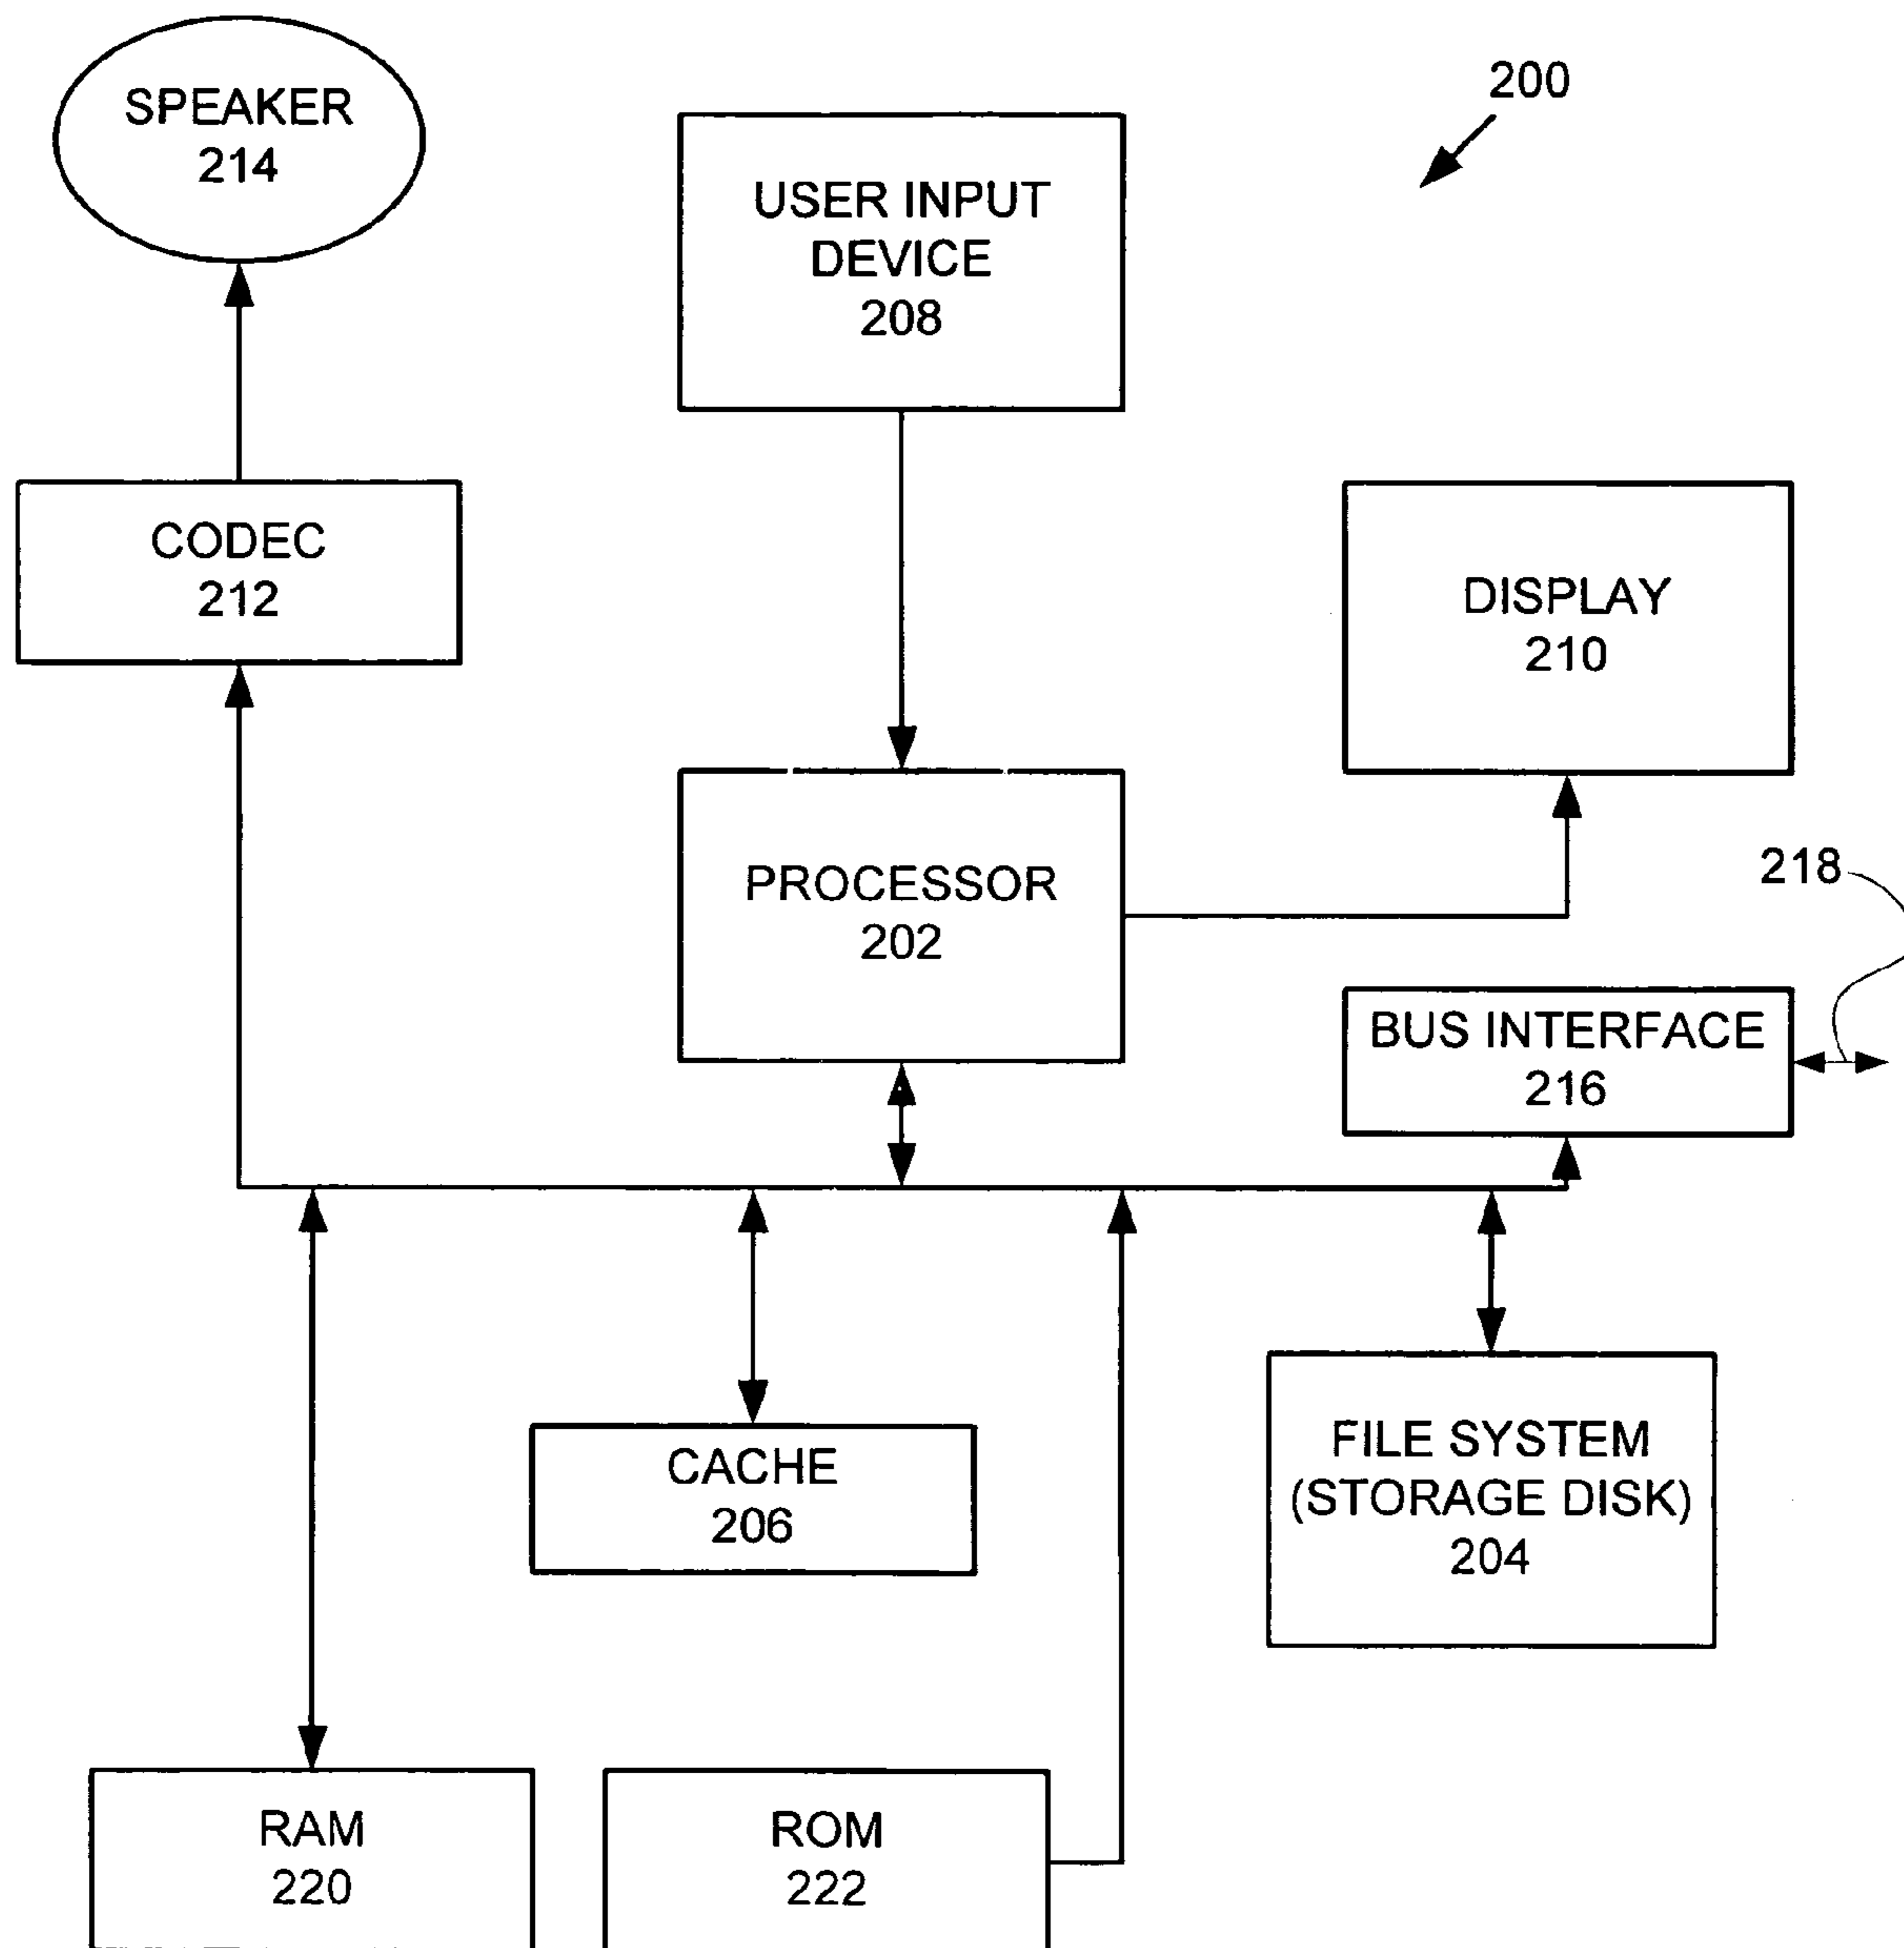 SPEAKER
214
200
USER INPUT
DEVICE
208
CODEC
212
DISPLAY
210
PROCESSOR
202
218
BUS INTERFACE
216
CACHE
206
FILE SYSTEM
(STORAGE DISK)
204
RAM
220
ROM
222